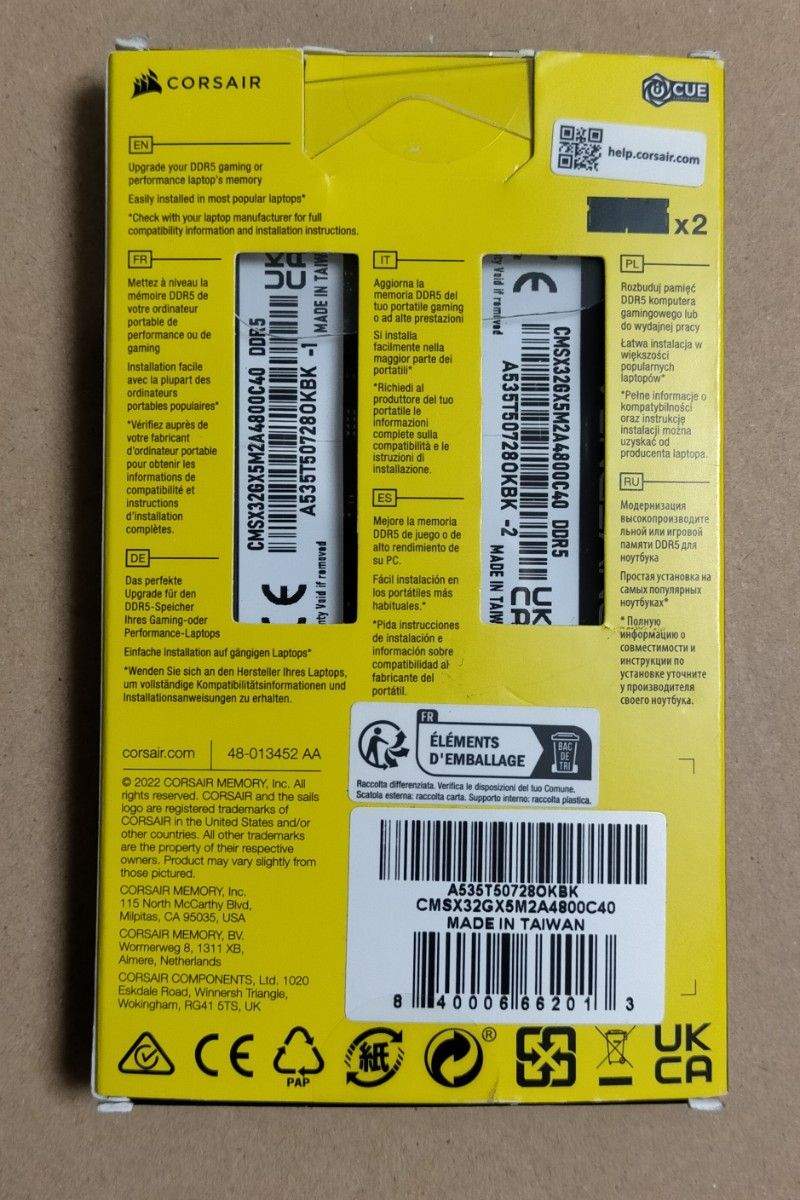 CORSAIR
iCUE
help.corsair.com
x2
EN
Upgrade your DDR5 gaming or
performance laptop's memory
Easily installed in most popular laptops*
*Check with your laptop manufacturer for full
compatibility information and installation instructions.
FR
Mettez à niveau la
mémoire DDR5 de
votre ordinateur
portable de
performance ou de
gaming
Installation facile
avec la plupart des
ordinateurs
portables populaires*
*Vérifiez auprès de
votre fabricant
d'ordinateur portable
pour obtenir les
informations de
compatibilité et
instructions
d'installation
complètes.
DE
Das perfekte
Upgrade für den
DDR5-Speicher
Ihres Gaming-oder
Performance-Laptops
Einfache Installation auf gängigen Laptops*
*Wenden Sie sich an den Hersteller Ihres Laptops,
um vollständige Kompatibilitätsinformationen und
Installationsanweisungen zu erhalten.
CMSX32GX5M2A4800C40 DDR5
A535T50728OKBK -1
MADE IN TAIW
UK
CA
CE
ty Void if removed
IT
Aggiorna la
memoria DDR5 del
tuo portatile gaming
o ad alte prestazioni
Si installa
facilmente nella
maggior parte dei
portatili*
*Richiedi al
produttore del tuo
portatile le
informazioni
complete sulla
compatibilità e le
istruzioni di
installazione.
ES
Mejore la memoria
DDR5 de juego o de
alto rendimiento de
su PC.
Fácil instalación en
los portátiles más
habituales.*
*Pida instrucciones
de instalación e
información sobre
compatibilidad al
fabricante del
portátil.
ty Void if removed
CE
CMSX32GX5M2A4800C40 DDR5
A535T50728OKBK -2
MADE IN TAIW
UK
CA
PL
Rozbuduj pamięć
DDR5 komputera
gamingowego lub
do wydajnej pracy
Łatwa instalacja w
większości
popularnych
laptopów*
*Pełne informacje o
kompatybilności
oraz instrukcję
instalacji można
uzyskać od
producenta laptopa.
RU
Модернизация
высокопроизводите
льной или игровой
памяти DDR5 для
ноутбука
Простая установка на
самых популярных
ноутбуках*
* Полную
информацию о
совместимости и
инструкции по
установке уточните
у производителя
своего ноутбука.
corsair.com
48-013452 AA
© 2022 CORSAIR MEMORY, Inc. All
rights reserved. CORSAIR and the sails
logo are registered trademarks of
CORSAIR in the United States and/or
other countries. All other trademarks
are the property of their respective
owners. Product may vary slightly from
those pictured.
CORSAIR MEMORY, Inc.
115 North McCarthy Blvd,
Milpitas, CA 95035, USA
CORSAIR MEMORY, BV.
Wormerweg 8, 1311 XB,
Almere, Netherlands
CORSAIR COMPONENTS, Ltd. 1020
Eskdale Road, Winnersh Triangle,
Wokingham, RG41 5TS, UK
FR
ÉLÉMENTS
D'EMBALLAGE
BAC
DE
TRI
Raccolta differenziata. Verifica le disposizioni del tuo Comune.
Scatola esterna: raccolta carta. Supporto interno: raccolta plastica.
A535T50728OKBK
CMSX32GX5M2A4800C40
MADE IN TAIWAN
8 40006 66201 3
CE
PAP
紙
®
UK
CA